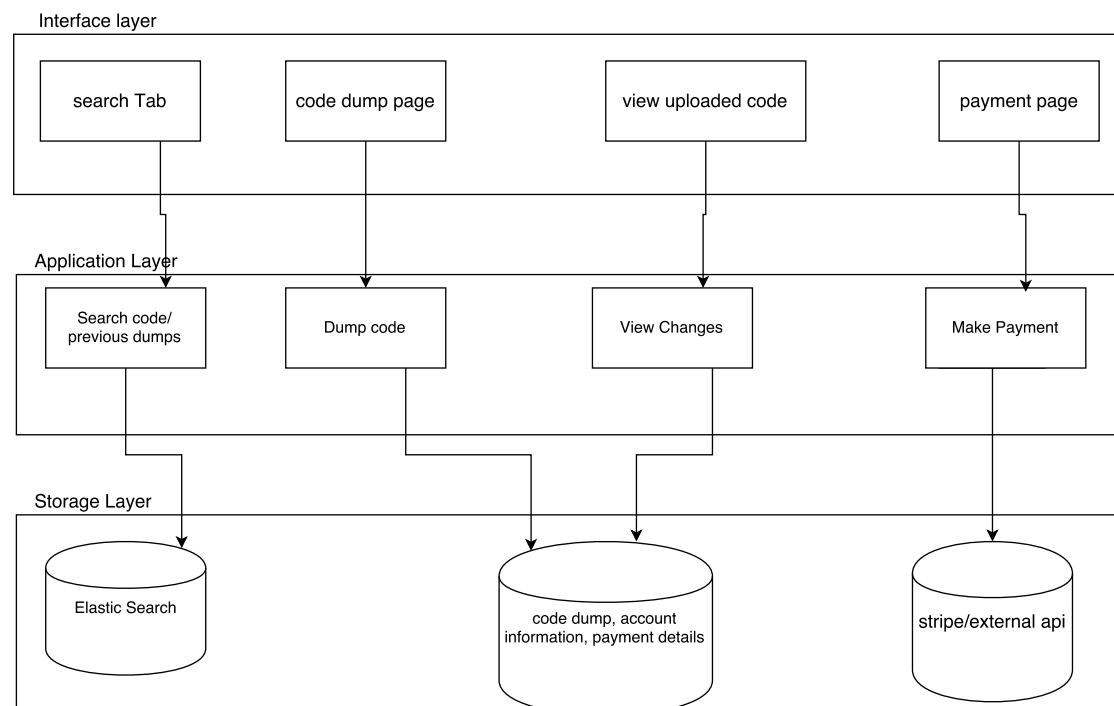 Interface layer
search Tab
code dump page
view uploaded code
payment page
Application Layer
Search code/
previous dumps
Dump code
View Changes
Make Payment
Storage Layer
Elastic Search
code dump, account
information, payment details
stripe/external api